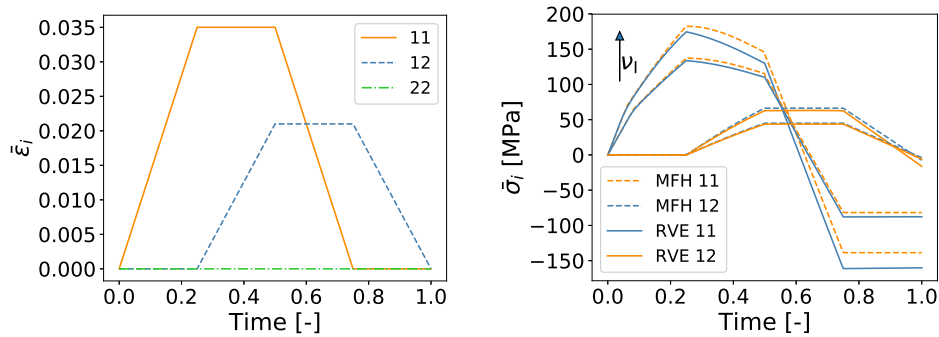 0.035
0.030
0.025
0.020
0.015
0.010
0.005
0.000
ε̄ᵢ
11
12
22
0.0 0.2 0.4 0.6 0.8 1.0
Time [-]
200
150
100
50
0
−50
−100
−150
σ̄ᵢ [MPa]
ν_I
MFH 11
MFH 12
RVE 11
RVE 12
0.0 0.2 0.4 0.6 0.8 1.0
Time [-]